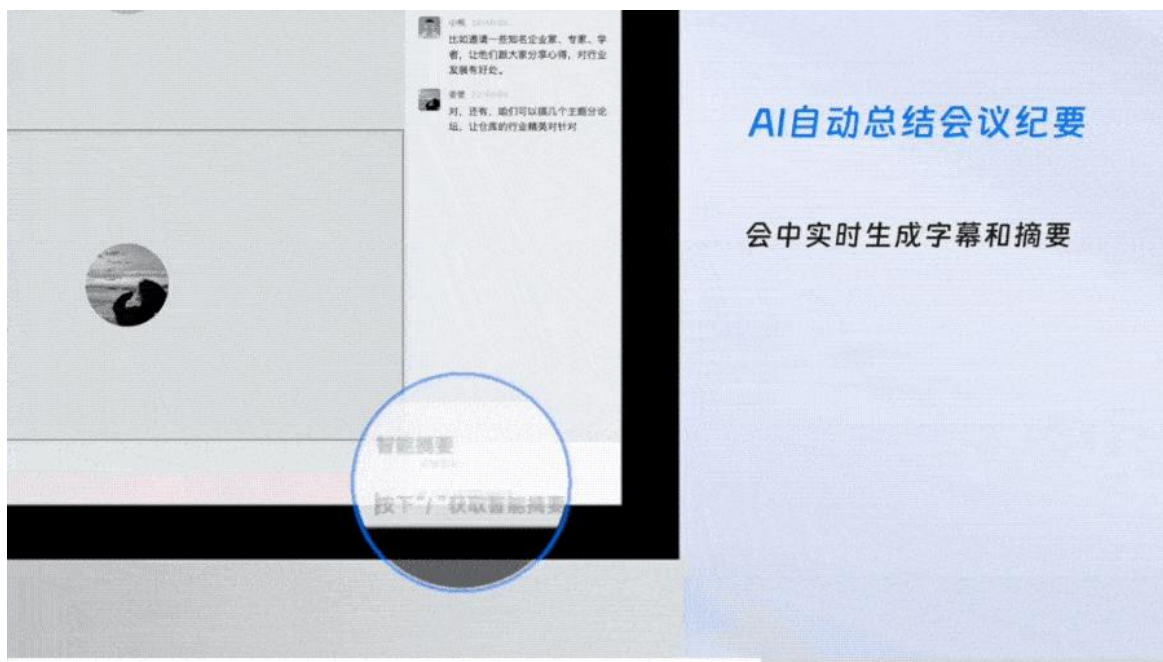 比如邀请一些知名企业家、专家、学
者，让他们跟大家分享心得，对行业
发展有好处。
对，还有，咱们可以搞几个主题分论
坛，让仓库的行业精英对针对
智能摘要
按下“/”获取智能摘要
AI自动总结会议纪要
会中实时生成字幕和摘要